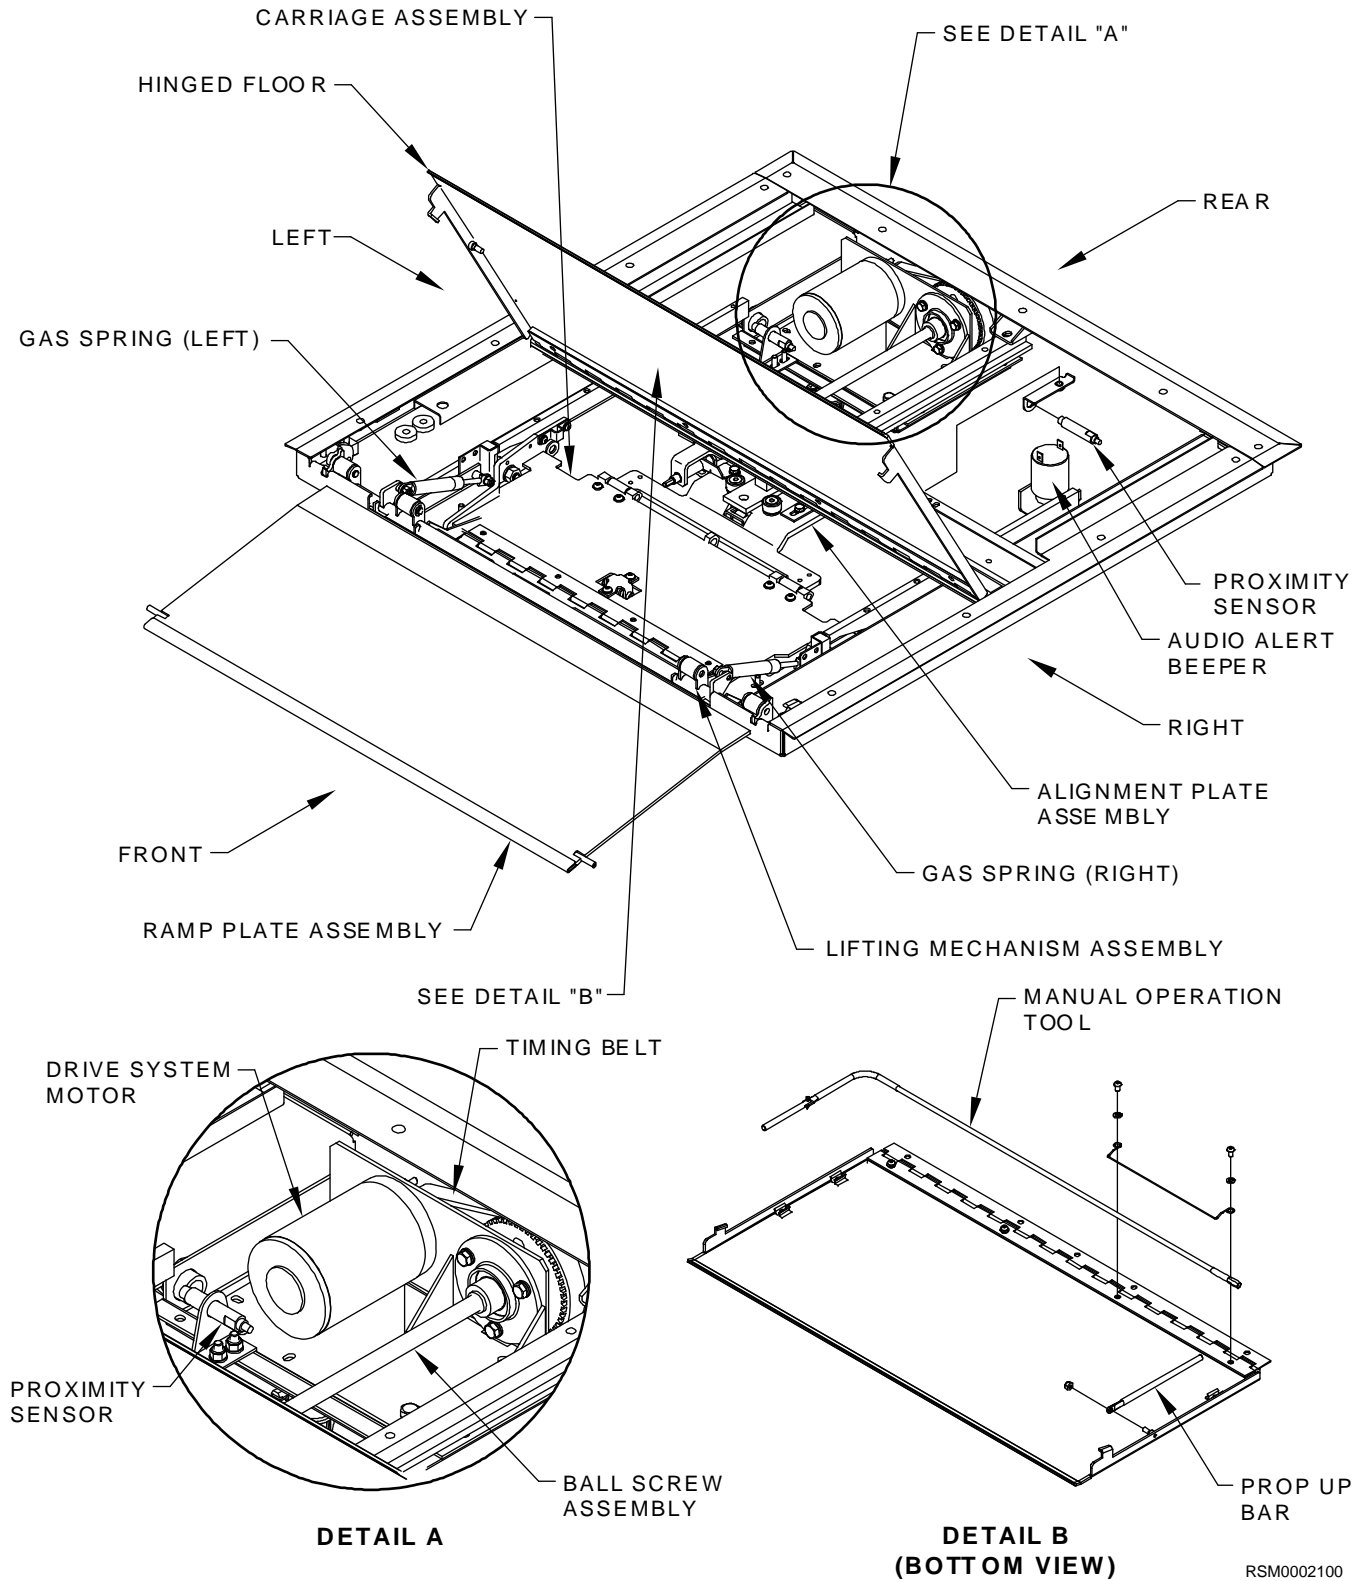 CARRIAGE ASSEMBLY
SEE DETAIL "A"
HINGED FLOOR
REAR
LEFT
GAS SPRING (LEFT)
PROXIMITY
SENSOR
AUDIO ALERT
BEEPER
RIGHT
ALIGNMENT PLATE
ASSEMBLY
FRONT
GAS SPRING (RIGHT)
RAMP PLATE ASSEMBLY
LIFTING MECHANISM ASSEMBLY
SEE DETAIL "B"
MANUAL OPERATION
TOOL
TIMING BELT
DRIVE SYSTEM
MOTOR
PROXIMITY
SENSOR
BALL SCREW
ASSEMBLY
PROP UP
BAR
DETAIL A
DETAIL B
(BOTTOM VIEW)
RSM0002100